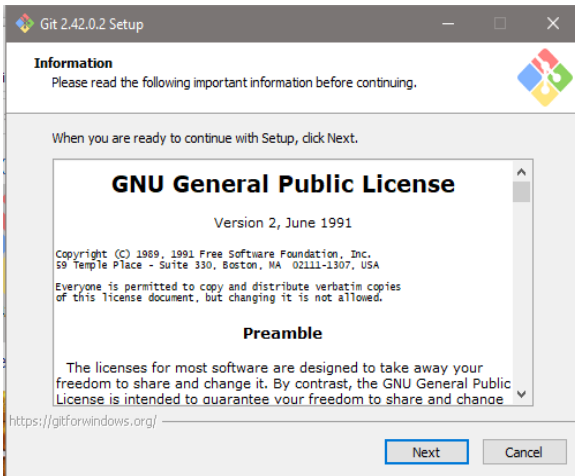 Git 2.42.0.2 Setup
Information
Please read the following important information before continuing.
When you are ready to continue with Setup, click Next.
GNU General Public License
Version 2, June 1991
Copyright (C) 1989, 1991 Free Software Foundation, Inc.
59 Temple Place - Suite 330, Boston, MA  02111-1307, USA
Everyone is permitted to copy and distribute verbatim copies
of this license document, but changing it is not allowed.
Preamble
The licenses for most software are designed to take away your
freedom to share and change it. By contrast, the GNU General Public
License is intended to guarantee your freedom to share and change
https://gitforwindows.org/
Next
Cancel